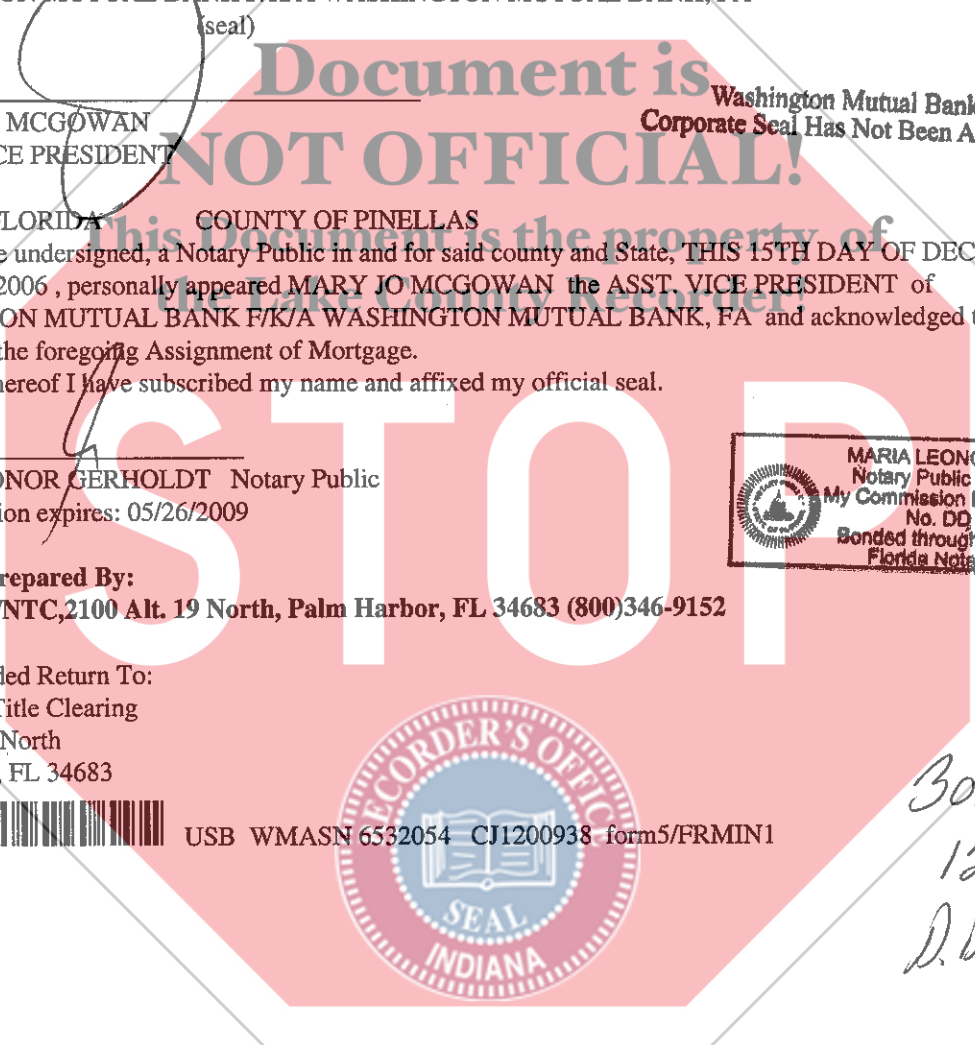 (seal)
Document is
NOT OFFICIAL!
This Document is the property of
the Lake County Recorder!
STOP
Washington Mutual Bank
Corporate Seal Has Not Been A
MCGOWAN
CE PRESIDENT
FLORIDA COUNTY OF PINELLAS
e undersigned, a Notary Public in and for said county and State, THIS 15TH DAY OF DEC
2006 , personally appeared MARY JO MCGOWAN the ASST. VICE PRESIDENT of
ON MUTUAL BANK F/K/A WASHINGTON MUTUAL BANK, FA and acknowledged t
the foregoing Assignment of Mortgage.
hereof I have subscribed my name and affixed my official seal.
ONOR GERHOLDT Notary Public
ion expires: 05/26/2009
MARIA LEONO
Notary Public
My Commission
No. DD
Bonded through
Florida Nota
repared By:
/NTC,2100 Alt. 19 North, Palm Harbor, FL 34683 (800)346-9152
ded Return To:
Title Clearing
North
, FL 34683
USB WMASN 6532054 CJ1200938 form5/FRMIN1
RECORDER'S OFFICE
SEAL
INDIANA
30
12